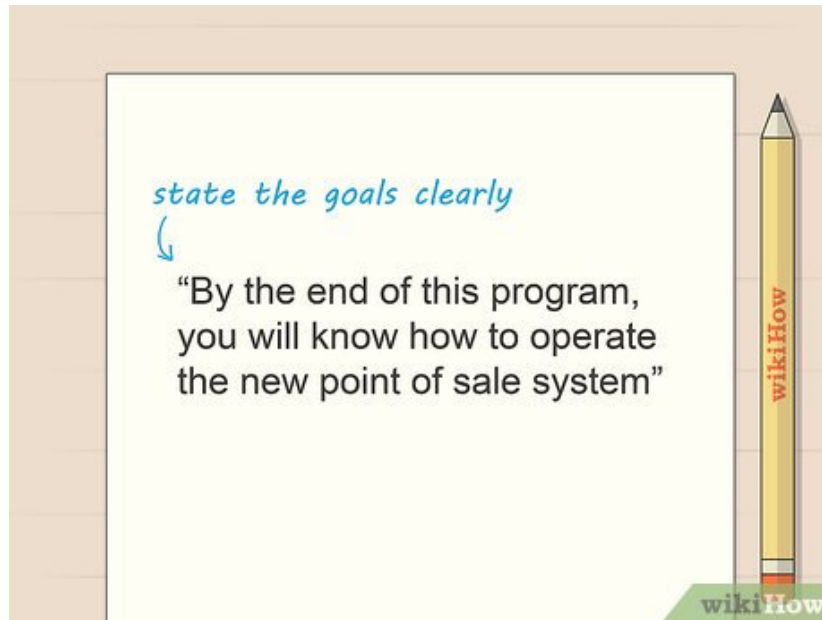 state the goals clearly
“By the end of this program,
you will know how to operate
the new point of sale system”
wikiHow
wikiHow